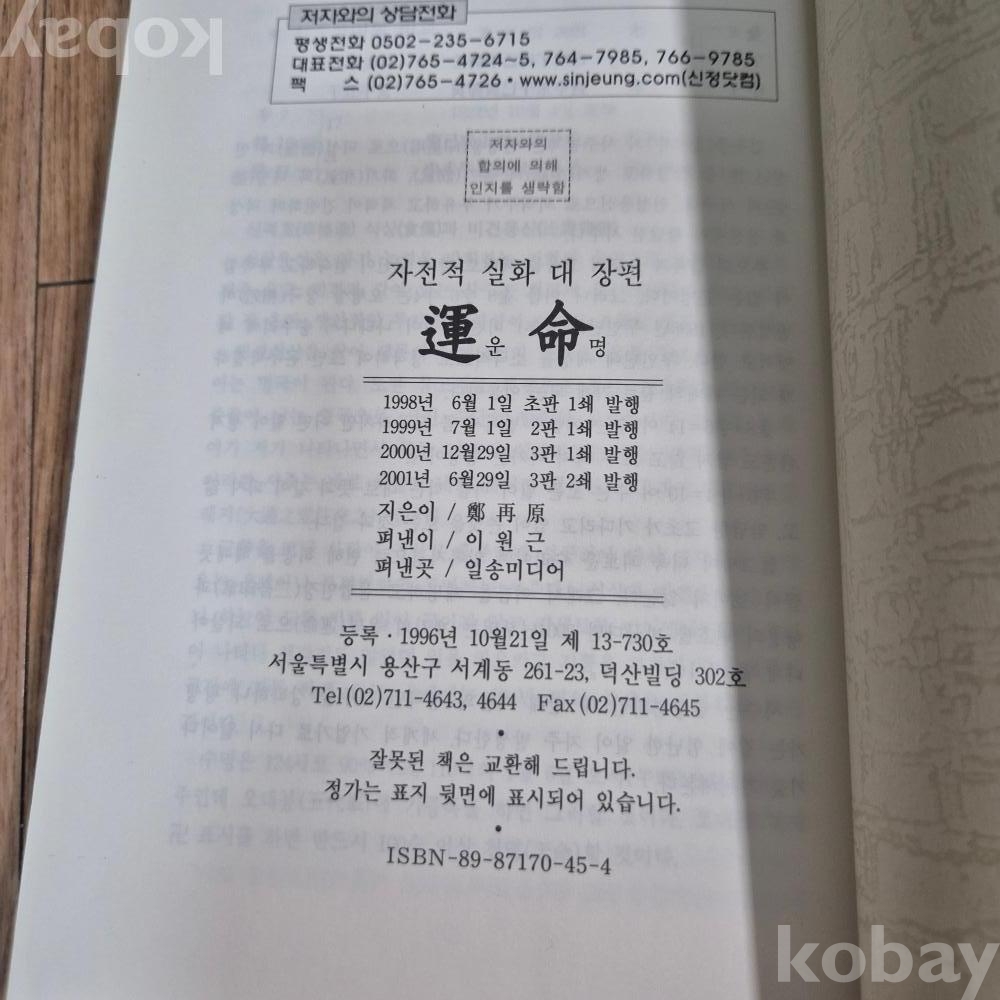 kobay
저자와의 상담전화
평생전화 0502-235-6715
대표전화 (02)765-4724~5, 764-7985, 766-9785
팩 스 (02)765-4726·www.sinjeung.com(신정닷컴)
저자와의
합의에 의해
인지를 생략함
자전적 실화 대 장편
運운 命명
1998년 6월 1일 초판 1쇄 발행
1999년 7월 1일 2판 1쇄 발행
2000년 12월29일 3판 1쇄 발행
2001년 6월29일 3판 2쇄 발행
지은이 / 鄭再原
펴낸이 / 이원근
펴낸곳 / 일송미디어
등록·1996년 10월21일 제 13-730호
서울특별시 용산구 서계동 261-23, 덕산빌딩 302호
Tel(02)711-4643, 4644 Fax(02)711-4645
잘못된 책은 교환해 드립니다.
정가는 표지 뒷면에 표시되어 있습니다.
ISBN-89-87170-45-4
kobay